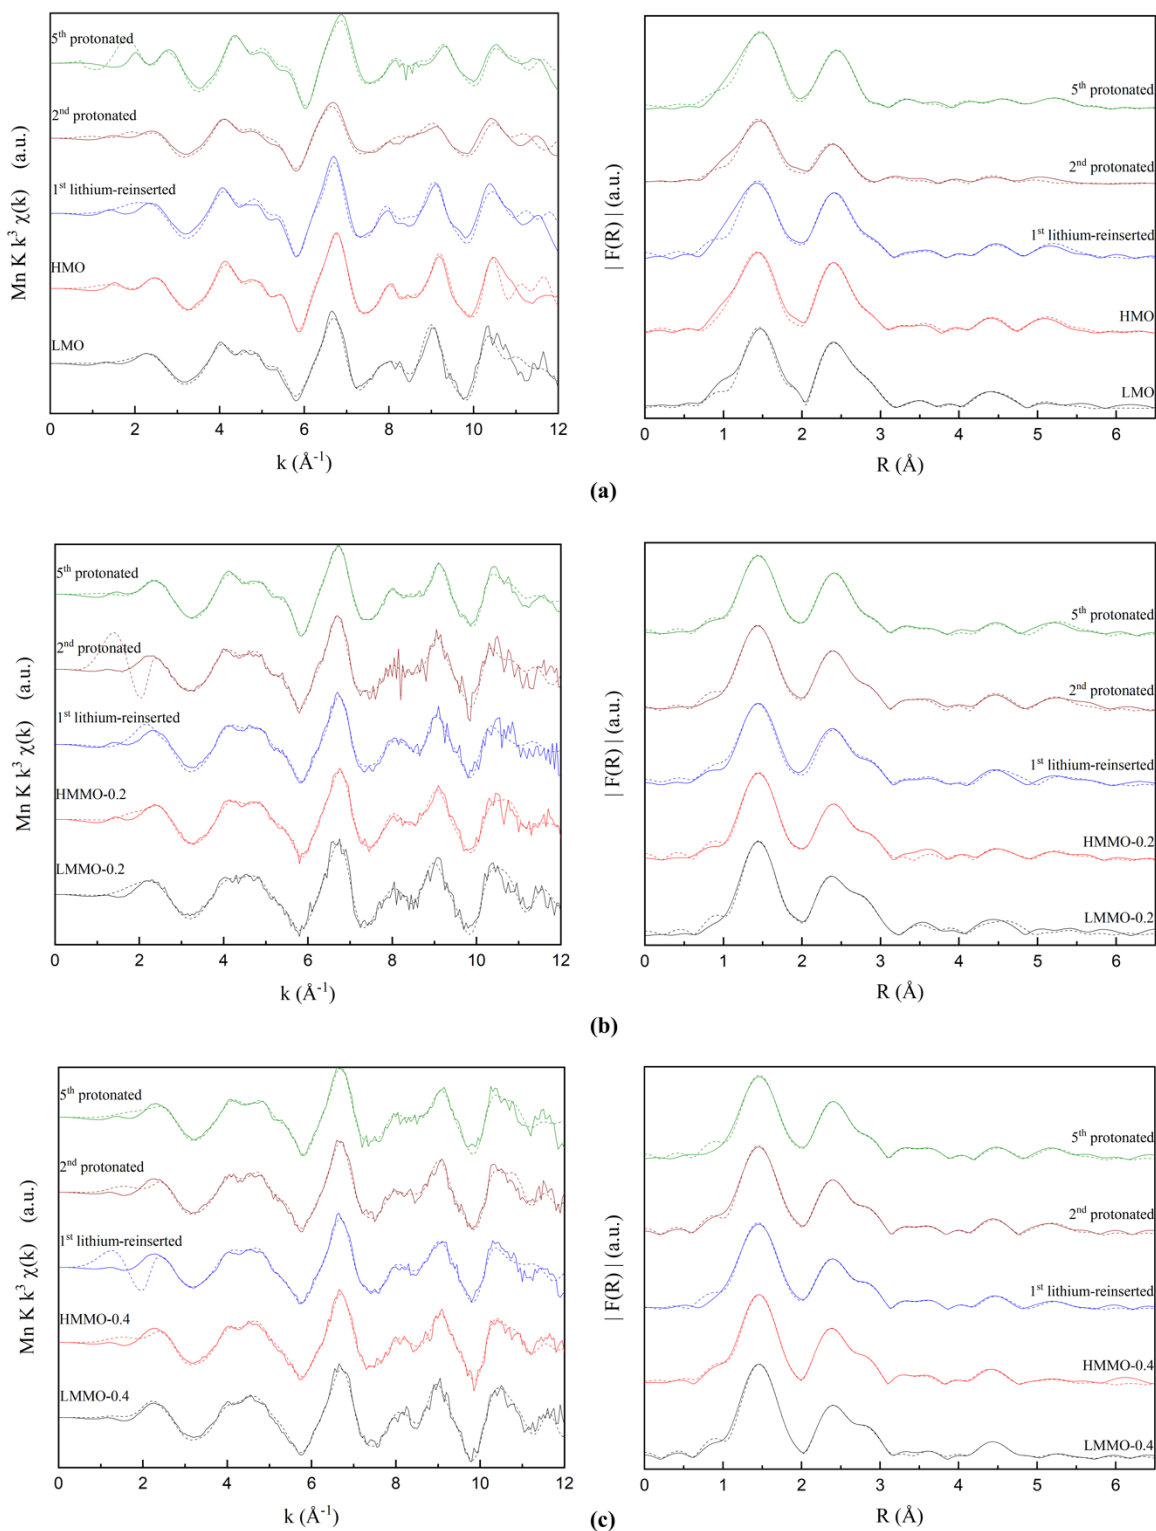 5th protonated
2nd protonated
1st lithium-reinserted
HMO
LMO
Mn K k³ χ(k) (a.u.)
0 2 4 6 8 10 12
k (Å⁻¹)
5th protonated
2nd protonated
1st lithium-reinserted
HMO
LMO
| F(R) | (a.u.)
0 1 2 3 4 5 6
R (Å)
(a)
5th protonated
2nd protonated
1st lithium-reinserted
HMMO-0.2
LMMO-0.2
Mn K k³ χ(k) (a.u.)
0 2 4 6 8 10 12
k (Å⁻¹)
5th protonated
2nd protonated
1st lithium-reinserted
HMMO-0.2
LMMO-0.2
| F(R) | (a.u.)
0 1 2 3 4 5 6
R (Å)
(b)
5th protonated
2nd protonated
1st lithium-reinserted
HMMO-0.4
LMMO-0.4
Mn K k³ χ(k) (a.u.)
0 2 4 6 8 10 12
k (Å⁻¹)
5th protonated
2nd protonated
1st lithium-reinserted
HMMO-0.4
LMMO-0.4
| F(R) | (a.u.)
0 1 2 3 4 5 6
R (Å)
(c)